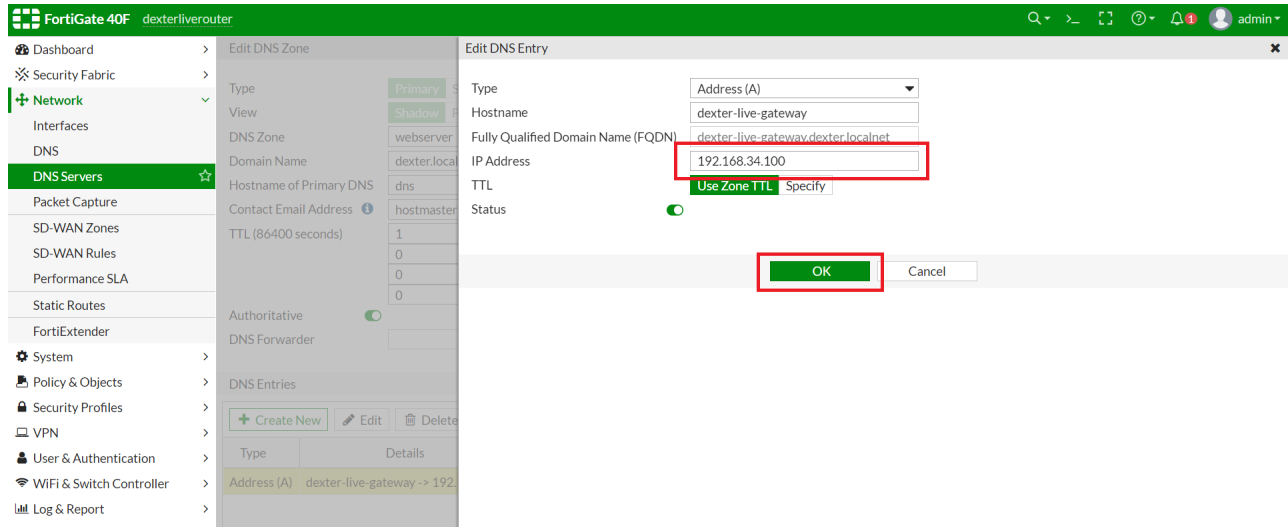 FortiGate 40F dexterliverouter
admin
1
Dashboard
Security Fabric
Network
Interfaces
DNS
DNS Servers
Packet Capture
SD-WAN Zones
SD-WAN Rules
Performance SLA
Static Routes
FortiExtender
System
Policy & Objects
Security Profiles
VPN
User & Authentication
WiFi & Switch Controller
Log & Report
Edit DNS Zone
Type Primary S
View Shadow P
DNS Zone webserver
Domain Name dexter.local
Hostname of Primary DNS dns
Contact Email Address hostmaster
TTL (86400 seconds) 1
0
0
0
Authoritative
DNS Forwarder
DNS Entries
Create New Edit Delete
Type Details
Address (A) dexter-live-gateway -> 192.
Edit DNS Entry
Type Address (A)
Hostname dexter-live-gateway
Fully Qualified Domain Name (FQDN) dexter-live-gateway.dexter.localnet
IP Address 192.168.34.100
TTL Use Zone TTL Specify
Status
OK Cancel